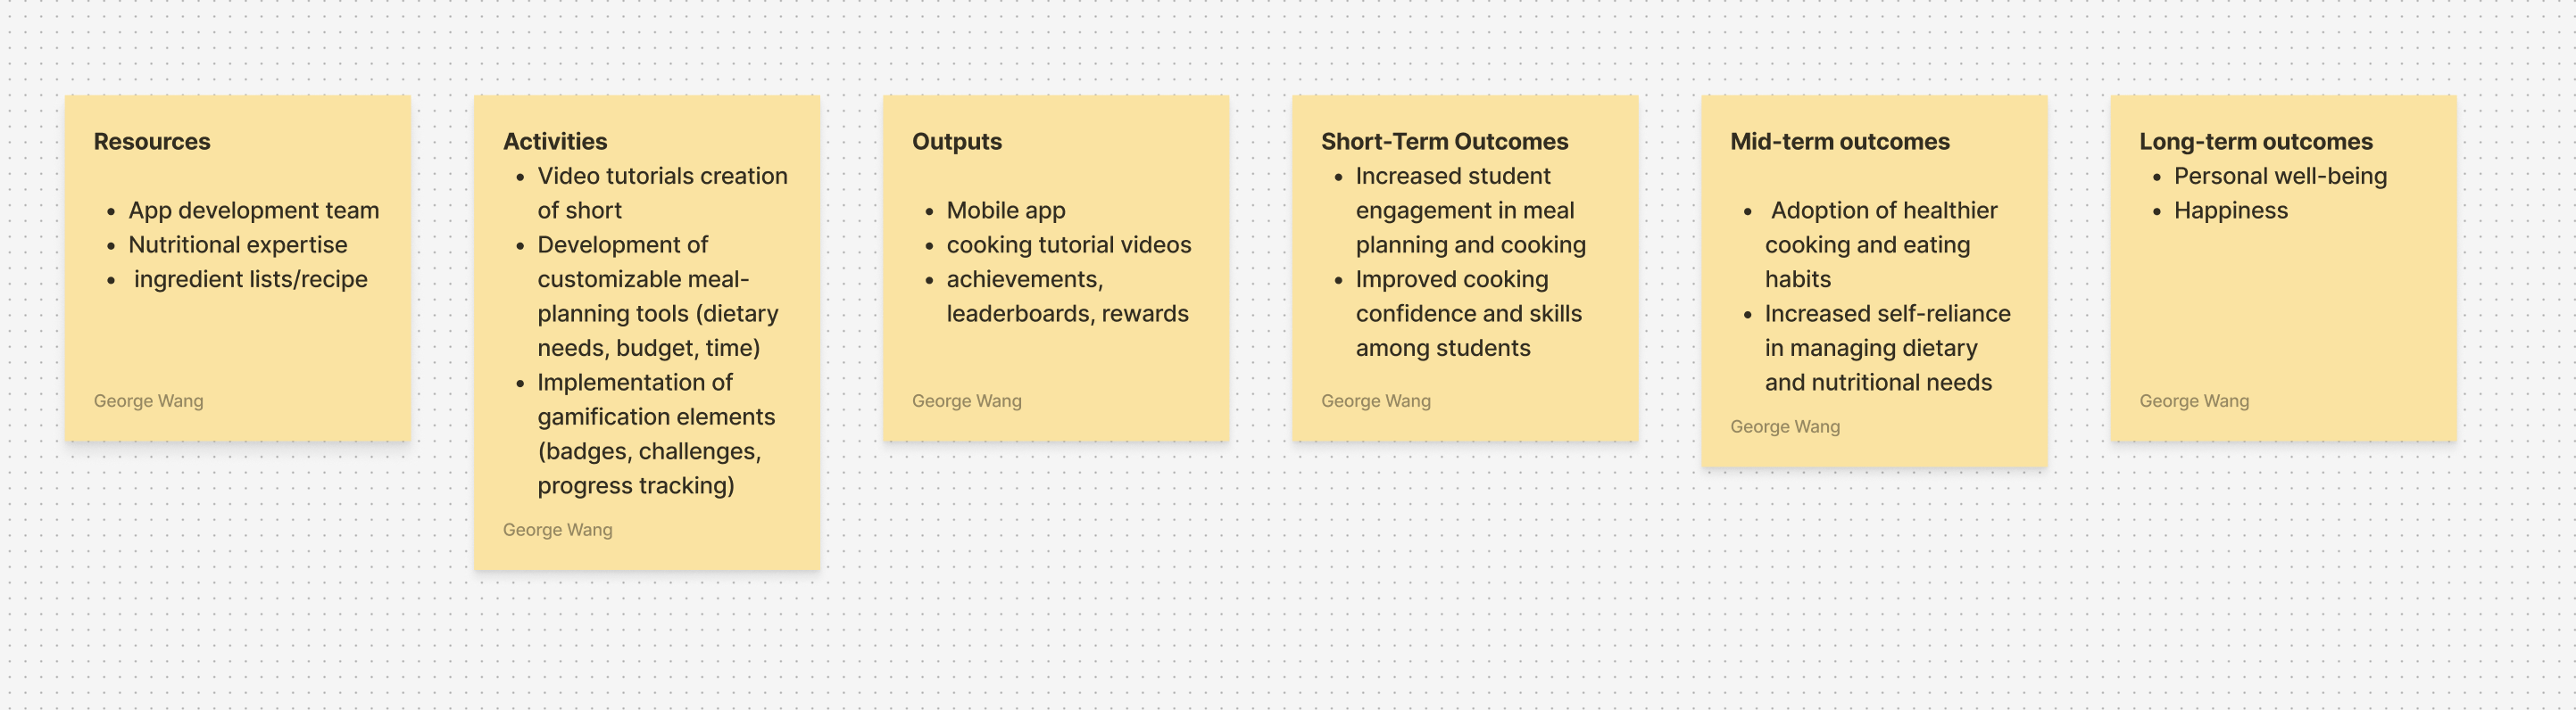 Resources
• App development team
• Nutritional expertise
• ingredient lists/recipe
George Wang
Activities
• Video tutorials creation
of short
• Development of
customizable meal-
planning tools (dietary
needs, budget, time)
• Implementation of
gamification elements
(badges, challenges,
progress tracking)
George Wang
Outputs
• Mobile app
• cooking tutorial videos
• achievements,
leaderboards, rewards
George Wang
Short-Term Outcomes
• Increased student
engagement in meal
planning and cooking
• Improved cooking
confidence and skills
among students
George Wang
Mid-term outcomes
• Adoption of healthier
cooking and eating
habits
• Increased self-reliance
in managing dietary
and nutritional needs
George Wang
Long-term outcomes
• Personal well-being
• Happiness
George Wang